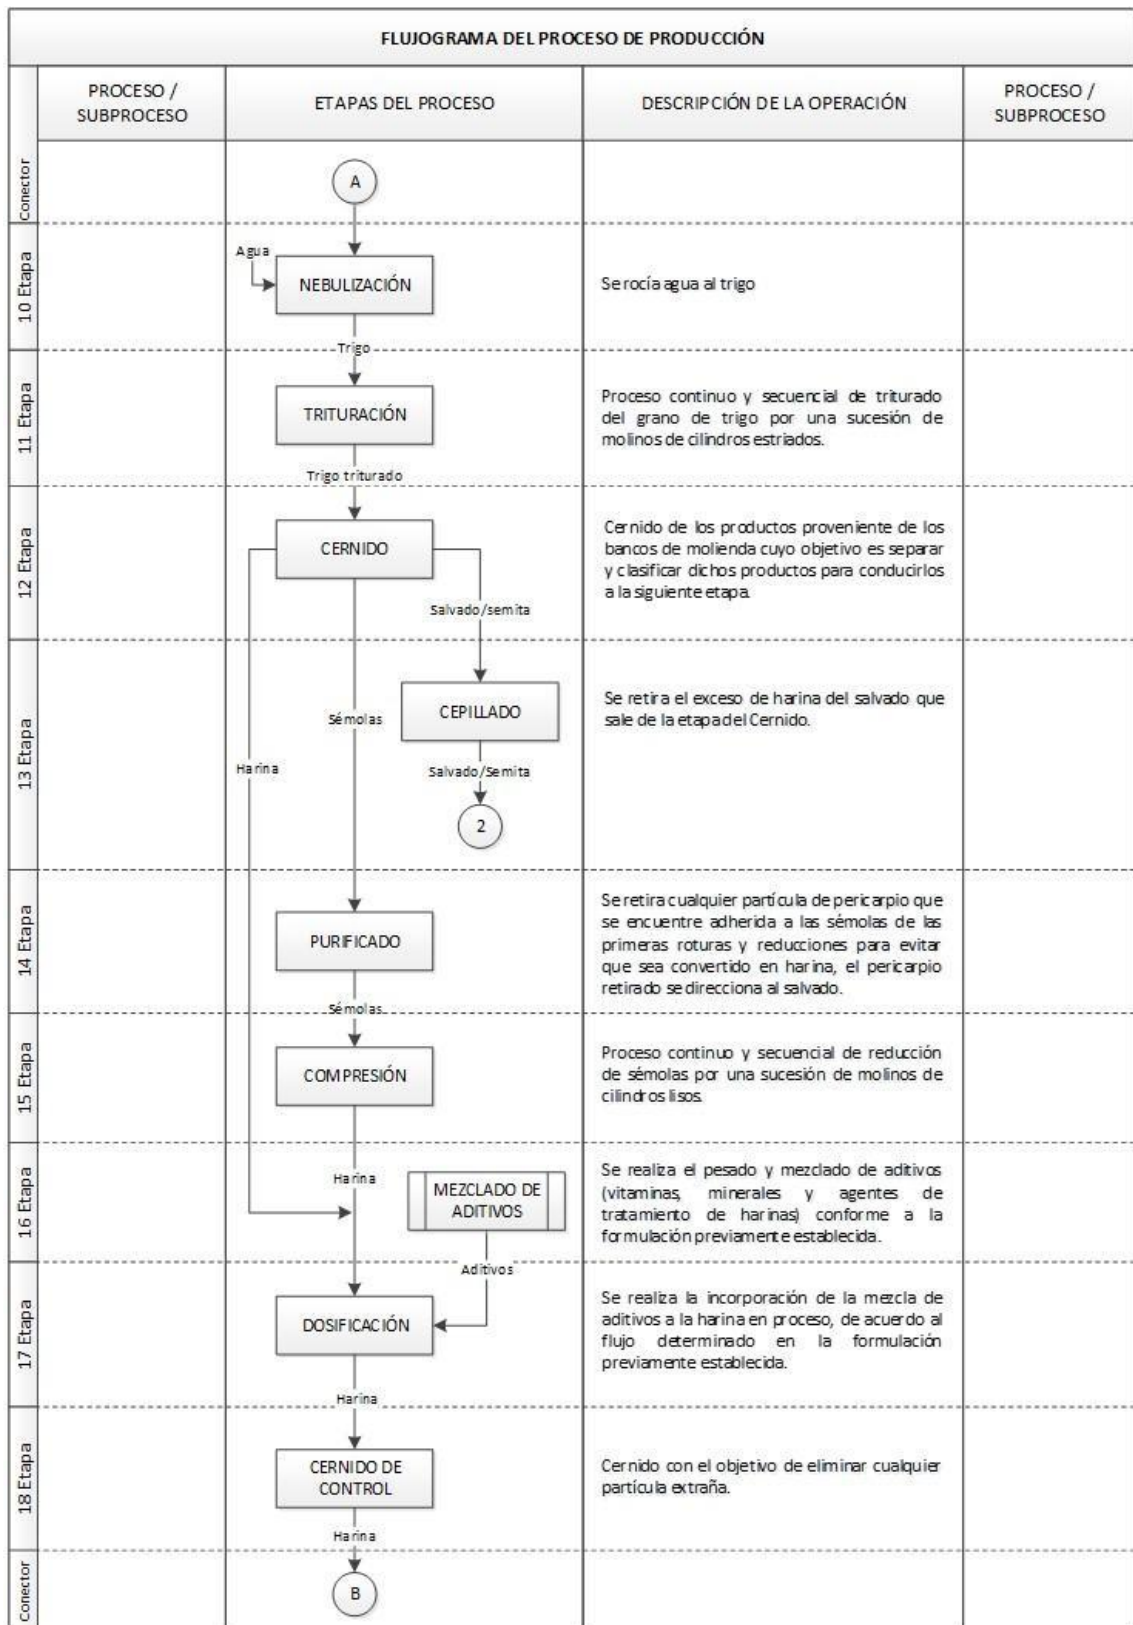 FLUJOGRAMA DEL PROCESO DE PRODUCCIÓN
PROCESO /
SUBPROCESO
ETAPAS DEL PROCESO
DESCRIPCIÓN DE LA OPERACIÓN
PROCESO /
SUBPROCESO
Conector
A
10 Etapa
Agua
NEBULIZACIÓN
Se rocía agua al trigo
Trigo
11 Etapa
TRITURACIÓN
Proceso continuo y secuencial de triturado
del grano de trigo por una sucesión de
molinos de cilindros estriados.
Trigo triturado
12 Etapa
CERNIDO
Cernido de los productos proveniente de los
bancos de molienda cuyo objetivo es separar
y clasificar dichos productos para conducirlos
a la siguiente etapa.
Salvado/semita
13 Etapa
Harina
Sémolas
CEPILLADO
Se retira el exceso de harina del salvado que
sale de la etapa del Cernido.
Salvado/Semita
2
14 Etapa
PURIFICADO
Se retira cualquier partícula de pericarpio que
se encuentre adherida a las sémolas de las
primeras roturas y reducciones para evitar
que sea convertido en harina, el pericarpio
retirado se direcciona al salvado.
Sémolas
15 Etapa
COMPRESIÓN
Proceso continuo y secuencial de reducción
de sémolas por una sucesión de molinos de
cilindros lisos.
16 Etapa
Harina
MEZCLADO DE
ADITIVOS
Se realiza el pesado y mezclado de aditivos
(vitaminas, minerales y agentes de
tratamiento de harinas) conforme a la
formulación previamente establecida.
Aditivos
17 Etapa
DOSIFICACIÓN
Se realiza la incorporación de la mezcla de
aditivos a la harina en proceso, de acuerdo al
flujo determinado en la formulación
previamente establecida.
Harina
18 Etapa
CERNIDO DE
CONTROL
Cernido con el objetivo de eliminar cualquier
partícula extraña.
Harina
Conector
B